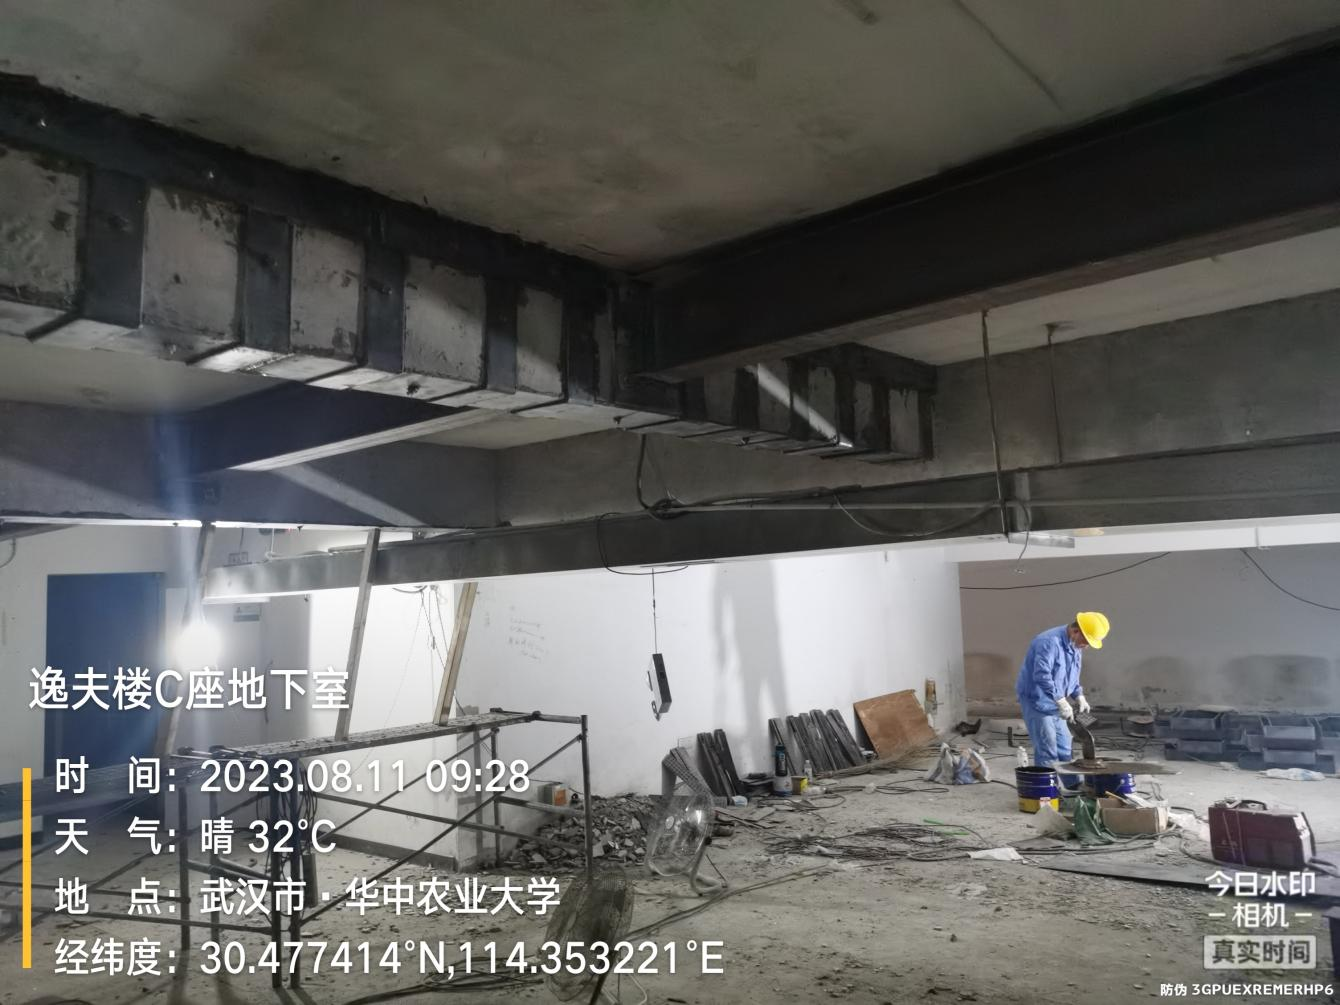 逸夫楼C座地下室
时 间：2023.08.11 09:28
天 气：晴 32℃
地 点：武汉市·华中农业大学
经纬度：30.477414°N,114.353221°E
今日水印
-相机-
真实时间
防伪 3GPUEXREMERHP6